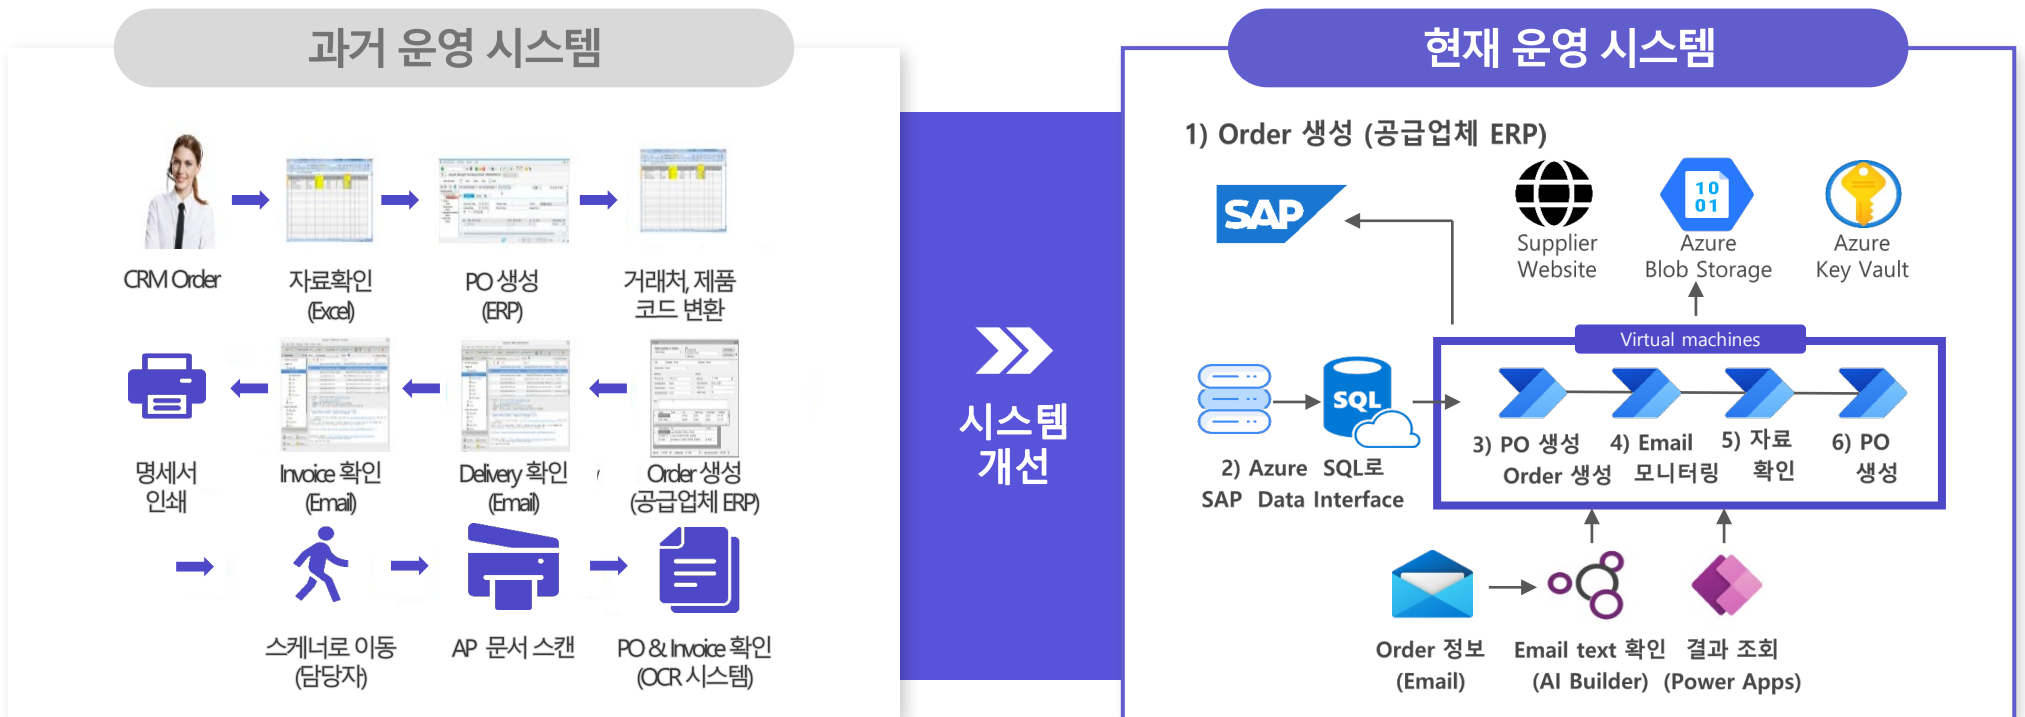 과거 운영 시스템
CRM Order
자료확인
(Excel)
PO 생성
(ERP)
거래처, 제품
코드 변환
명세서
인쇄
Invoice 확인
(Email)
Delivery 확인
(Email)
Order 생성
(공급업체 ERP)
스케너로 이동
(담당자)
AP 문서 스캔
PO & Invoice 확인
(OCR 시스템)
시스템
개선
현재 운영 시스템
1) Order 생성 (공급업체 ERP)
SAP
Supplier
Website
10
01
Azure
Blob Storage
Azure
Key Vault
Virtual machines
SQL
2) Azure SQL로
SAP Data Interface
3) PO 생성
Order 생성
4) Email
모니터링
5) 자료
확인
6) PO
생성
Order 정보
(Email)
Email text 확인
(AI Builder)
결과 조회
(Power Apps)